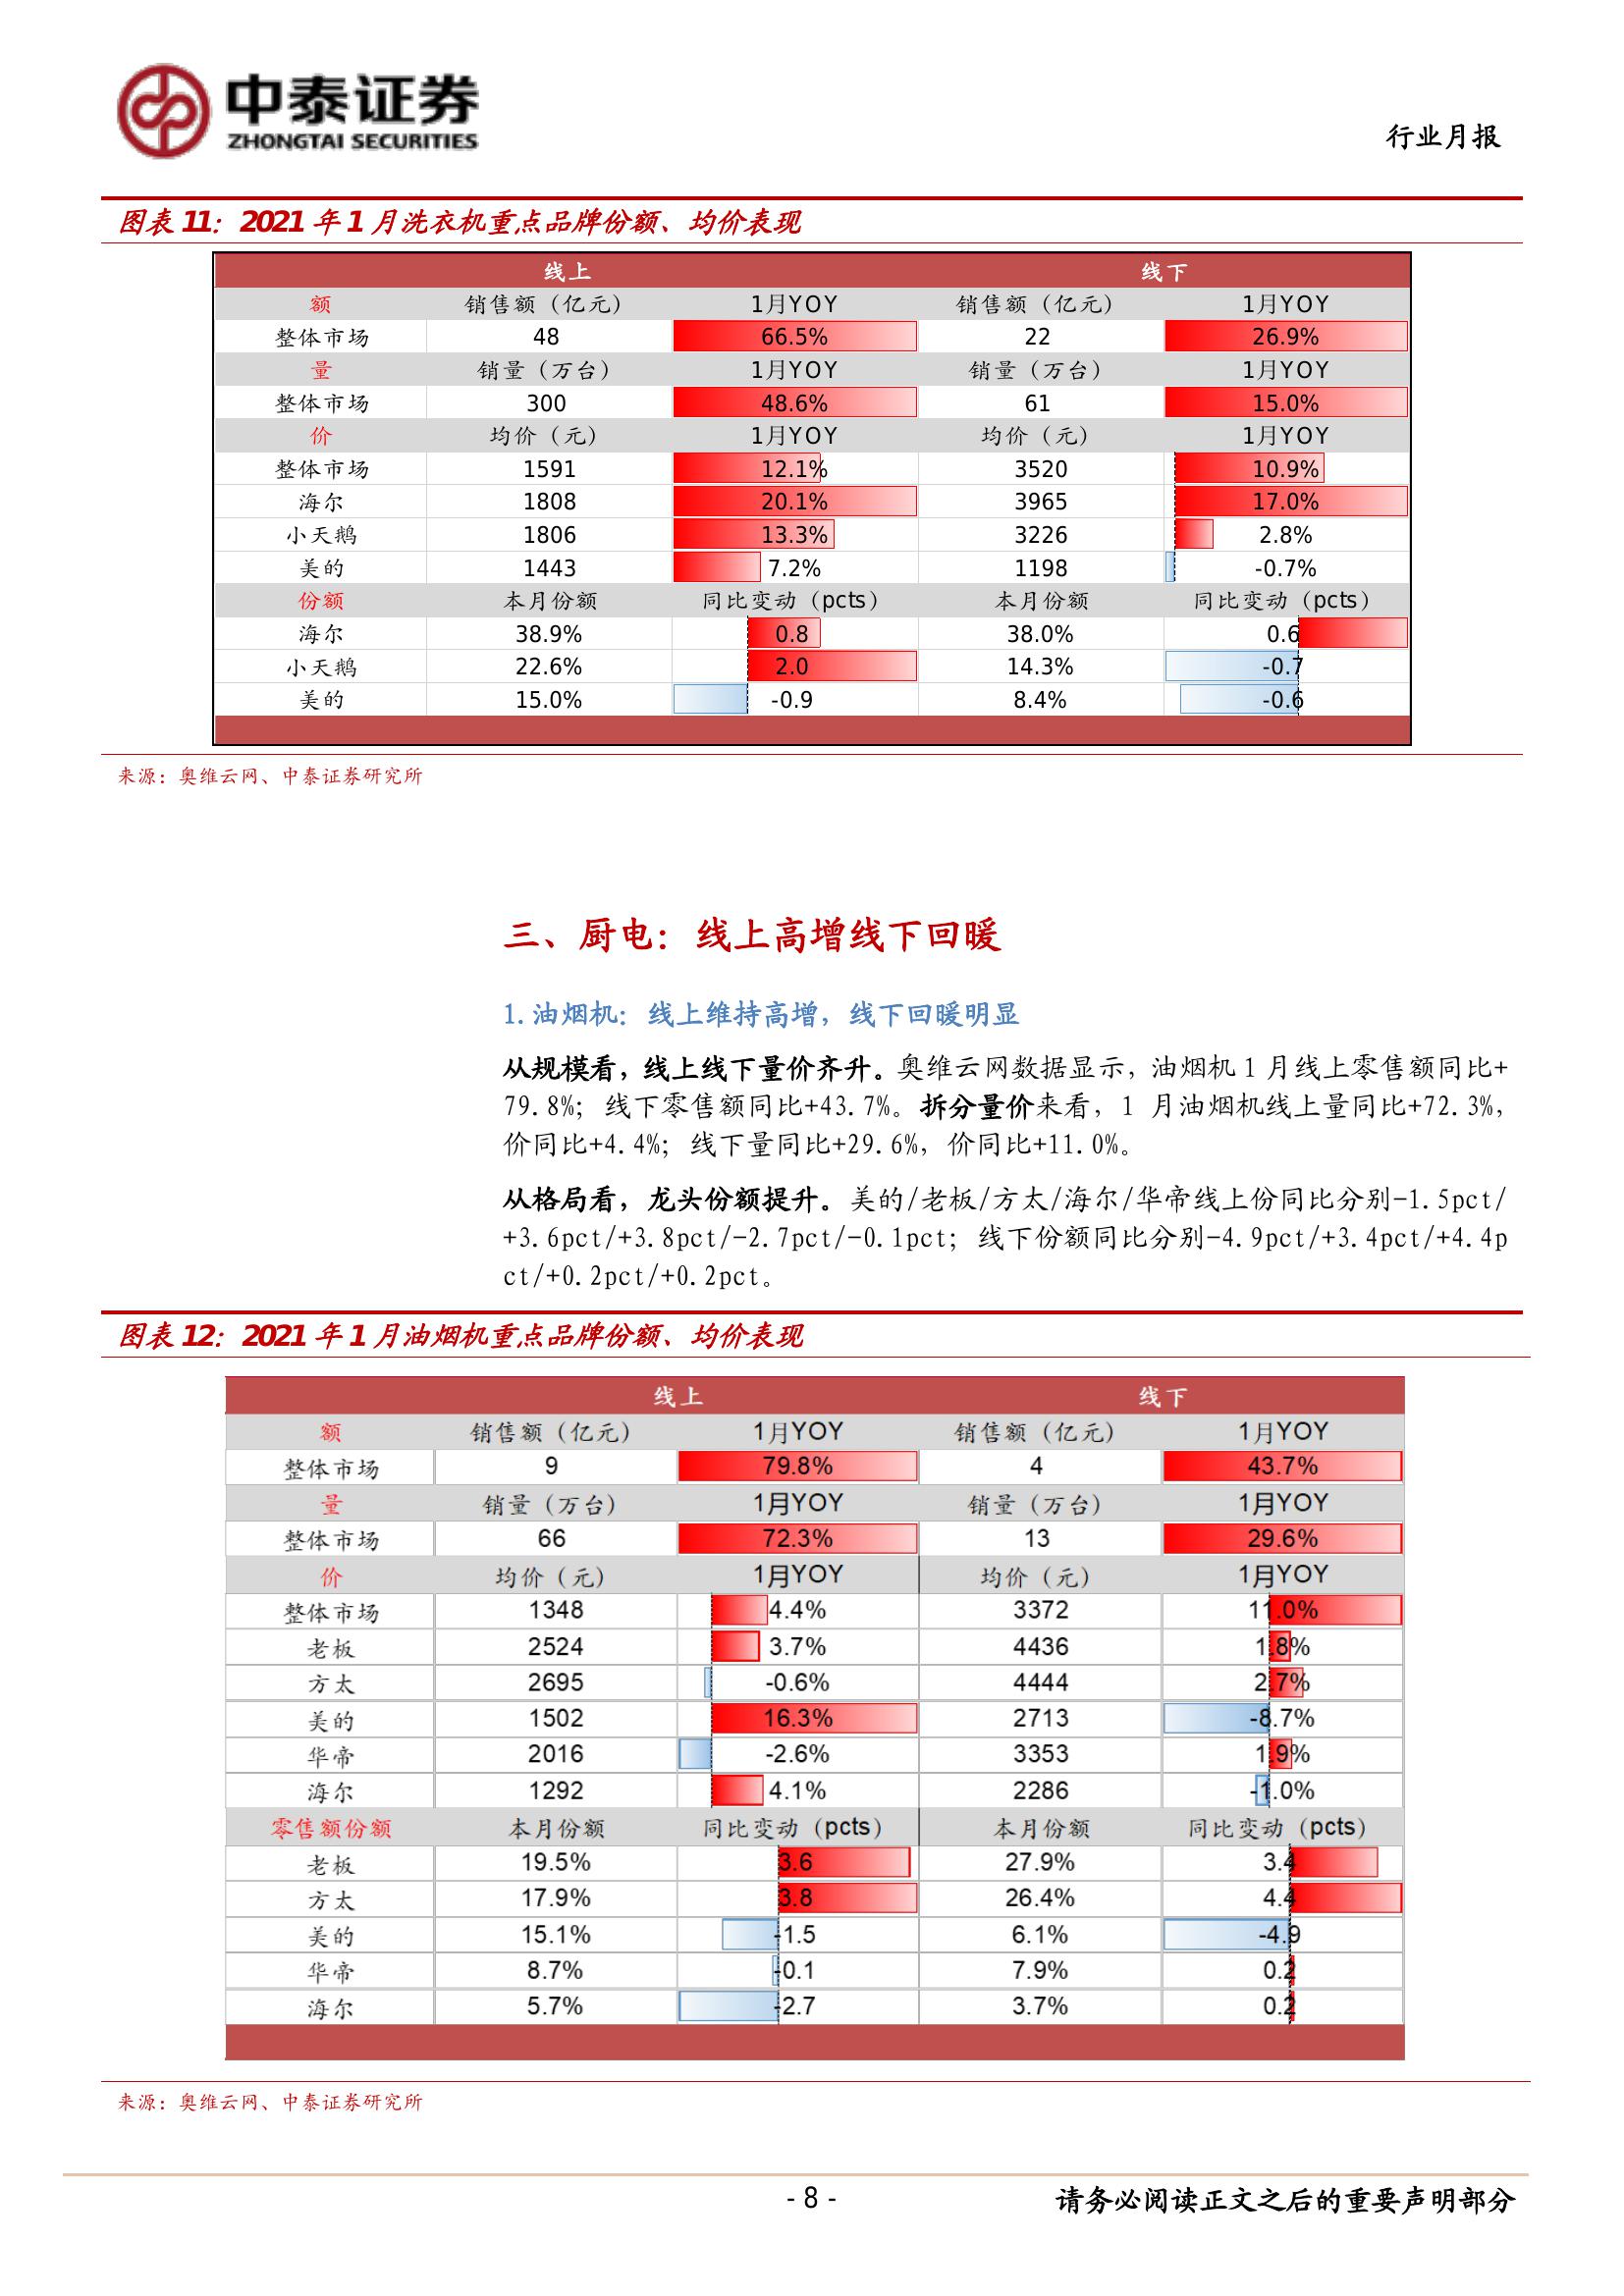 中泰证券
ZHONGTAI SECURITIES
行业月报
图表 11：2021 年 1 月洗衣机重点品牌份额、均价表现
线上 线下
额 销售额（亿元） 1月YOY 销售额（亿元） 1月YOY
整体市场 48 66.5% 22 26.9%
量 销量（万台） 1月YOY 销量（万台） 1月YOY
整体市场 300 48.6% 61 15.0%
价 均价（元） 1月YOY 均价（元） 1月YOY
整体市场 1591 12.1% 3520 10.9%
海尔 1808 20.1% 3965 17.0%
小天鹅 1806 13.3% 3226 2.8%
美的 1443 7.2% 1198 -0.7%
份额 本月份额 同比变动（pcts） 本月份额 同比变动（pcts）
海尔 38.9% 0.8 38.0% 0.6
小天鹅 22.6% 2.0 14.3% -0.7
美的 15.0% -0.9 8.4% -0.6
来源：奥维云网、中泰证券研究所
三、厨电：线上高增线下回暖
1.油烟机：线上维持高增，线下回暖明显
从规模看，线上线下量价齐升。奥维云网数据显示，油烟机 1 月线上零售额同比+
79.8%；线下零售额同比+43.7%。拆分量价来看，1 月油烟机线上量同比+72.3%，
价同比+4.4%；线下量同比+29.6%，价同比+11.0%。
从格局看，龙头份额提升。美的/老板/方太/海尔/华帝线上份同比分别-1.5pct/
+3.6pct/+3.8pct/-2.7pct/-0.1pct；线下份额同比分别-4.9pct/+3.4pct/+4.4p
ct/+0.2pct/+0.2pct。
图表 12：2021 年 1 月油烟机重点品牌份额、均价表现
线上 线下
额 销售额（亿元） 1月YOY 销售额（亿元） 1月YOY
整体市场 9 79.8% 4 43.7%
量 销量（万台） 1月YOY 销量（万台） 1月YOY
整体市场 66 72.3% 13 29.6%
价 均价（元） 1月YOY 均价（元） 1月YOY
整体市场 1348 4.4% 3372 11.0%
老板 2524 3.7% 4436 1.8%
方太 2695 -0.6% 4444 2.7%
美的 1502 16.3% 2713 -8.7%
华帝 2016 -2.6% 3353 1.9%
海尔 1292 4.1% 2286 -1.0%
零售额份额 本月份额 同比变动（pcts） 本月份额 同比变动（pcts）
老板 19.5% 3.6 27.9% 3.4
方太 17.9% 3.8 26.4% 4.4
美的 15.1% -1.5 6.1% -4.9
华帝 8.7% -0.1 7.9% 0.2
海尔 5.7% -2.7 3.7% 0.2
来源：奥维云网、中泰证券研究所
- 8 -
请务必阅读正文之后的重要声明部分